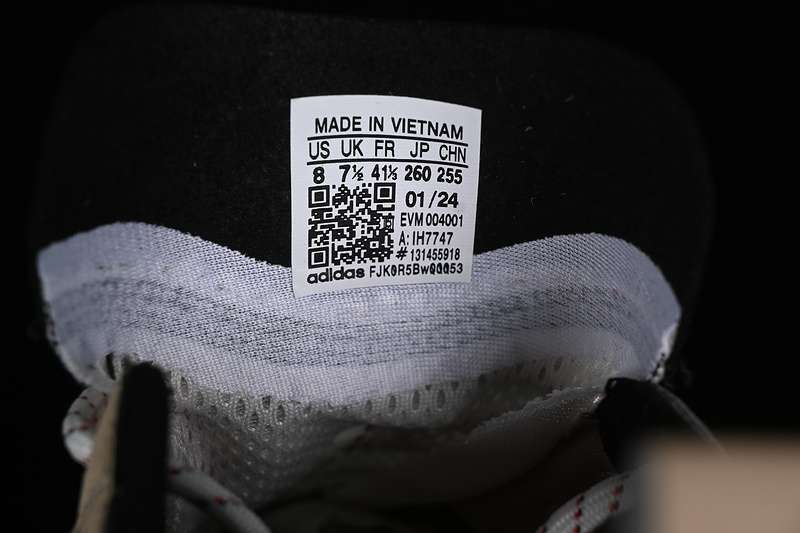 MADE IN VIETNAM
US UK FR JP CHN
8 7½ 41⅓ 260 255
01/24
EVM 004001
A: IH7747
# 131455918
adidas FJK0R5BwQ0053